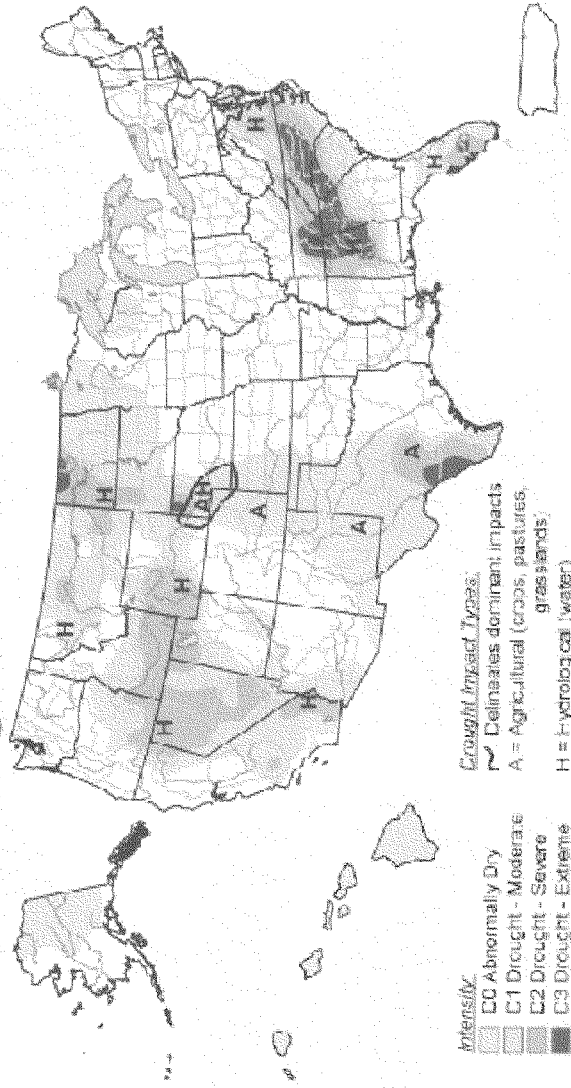 H
H
H
H
H
AH
A
A
A
H
H
Intensity:
D0 Abnormally Dry
D1 Drought - Moderate
D2 Drought - Severe
D3 Drought - Extreme
Drought Impact Types:
Delineates dominant impacts
A = Agricultural (crops, pastures,
grasslands)
H = Hydrological (water)